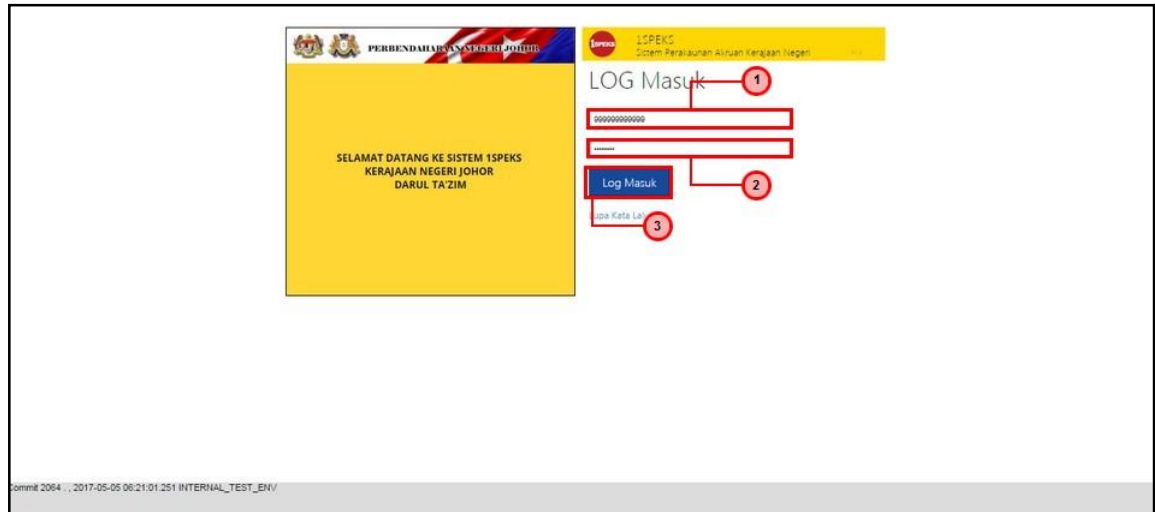 PERBENDAHARAAN NEGERI JOHOR
SELAMAT DATANG KE SISTEM 1SPEKS
KERAJAAN NEGERI JOHOR
DARUL TA'ZIM
1SPEKS
1SPEKS
Sistem Perakaunan Akruan Kerajaan Negeri
LOG Masuk
1
999999999999
........
Log Masuk
2
Lupa Kata
3
Commit 2064 . , 2017-05-05 06:21:01.251 INTERNAL_TEST_ENV